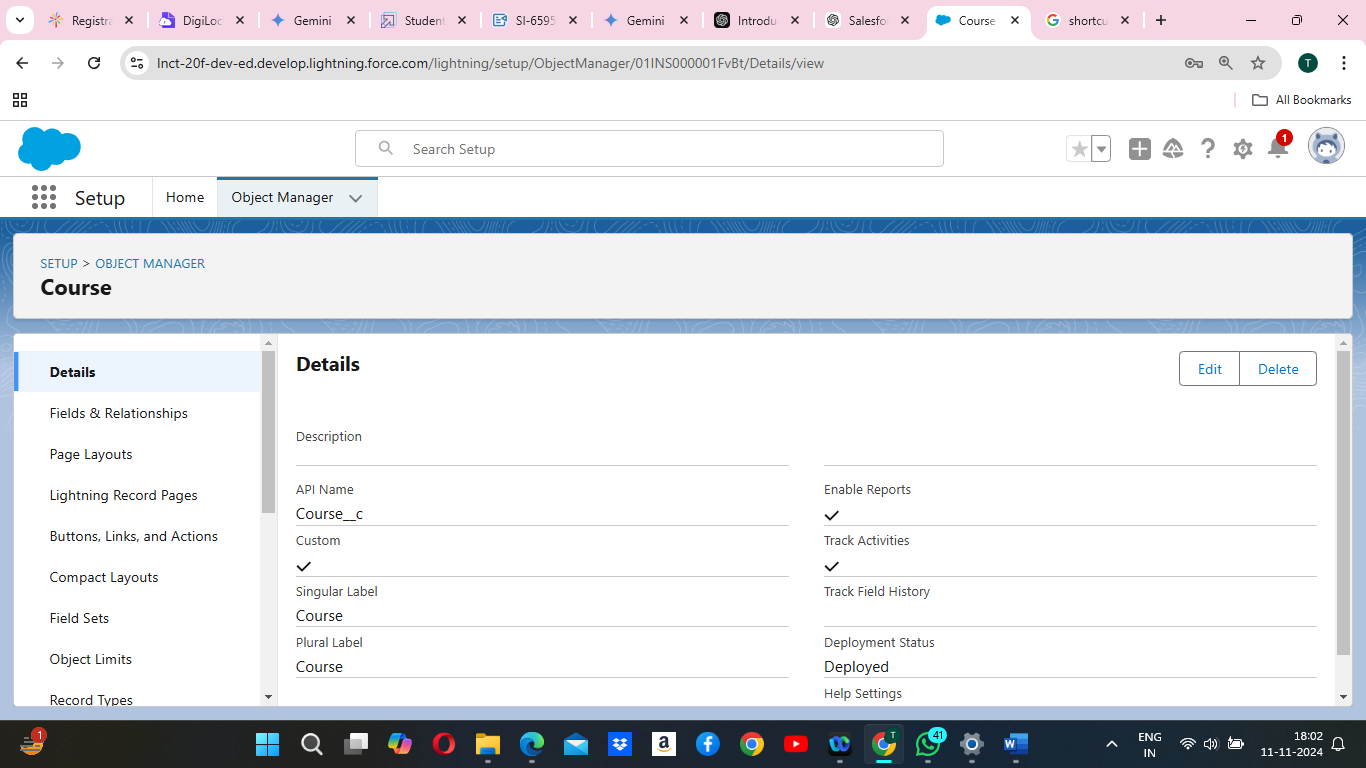 Registra
DigiLoc
Gemini
Student
SI-6595
Gemini
Introdu
Salesfo
Course
shortcu
lnct-20f-dev-ed.develop.lightning.force.com/lightning/setup/ObjectManager/01INS000001FvBt/Details/view
T
All Bookmarks
Search Setup
1
Setup
Home
Object Manager
SETUP > OBJECT MANAGER
Course
Details
Fields & Relationships
Page Layouts
Lightning Record Pages
Buttons, Links, and Actions
Compact Layouts
Field Sets
Object Limits
Record Types
Details
Edit
Delete
Description
API Name
Course__c
Custom
Singular Label
Course
Plural Label
Course
Enable Reports
Track Activities
Track Field History
Deployment Status
Deployed
Help Settings
1
a
T
41
ENG
IN
18:02
11-11-2024